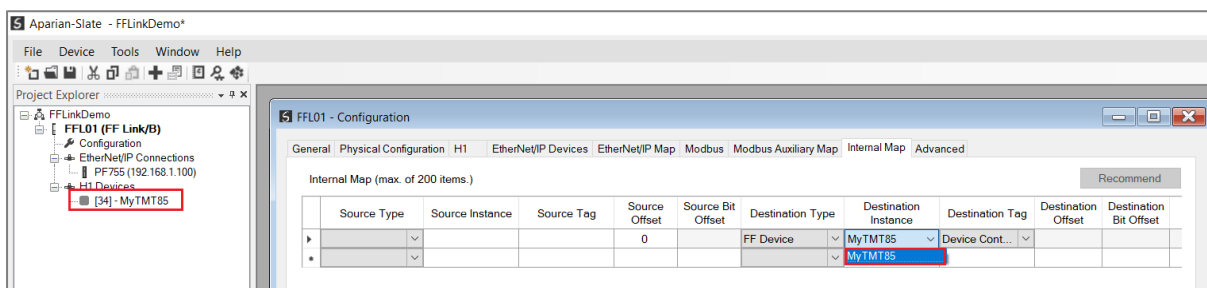 Aparian-Slate - FFLinkDemo*
File Device Tools Window Help
Project Explorer
FFLinkDemo
FFL01 (FF Link/B)
Configuration
EtherNet/IP Connections
PF755 (192.168.1.100)
H1 Devices
[34] - MyTMT85
FFL01 - Configuration
General Physical Configuration H1 EtherNet/IP Devices EtherNet/IP Map Modbus Modbus Auxiliary Map Internal Map Advanced
Internal Map (max. of 200 items.) Recommend
Source Type Source Instance Source Tag Source Offset Source Bit Offset Destination Type Destination Instance Destination Tag Destination Offset Destination Bit Offset
0 FF Device MyTMT85 Device Cont...
MyTMT85